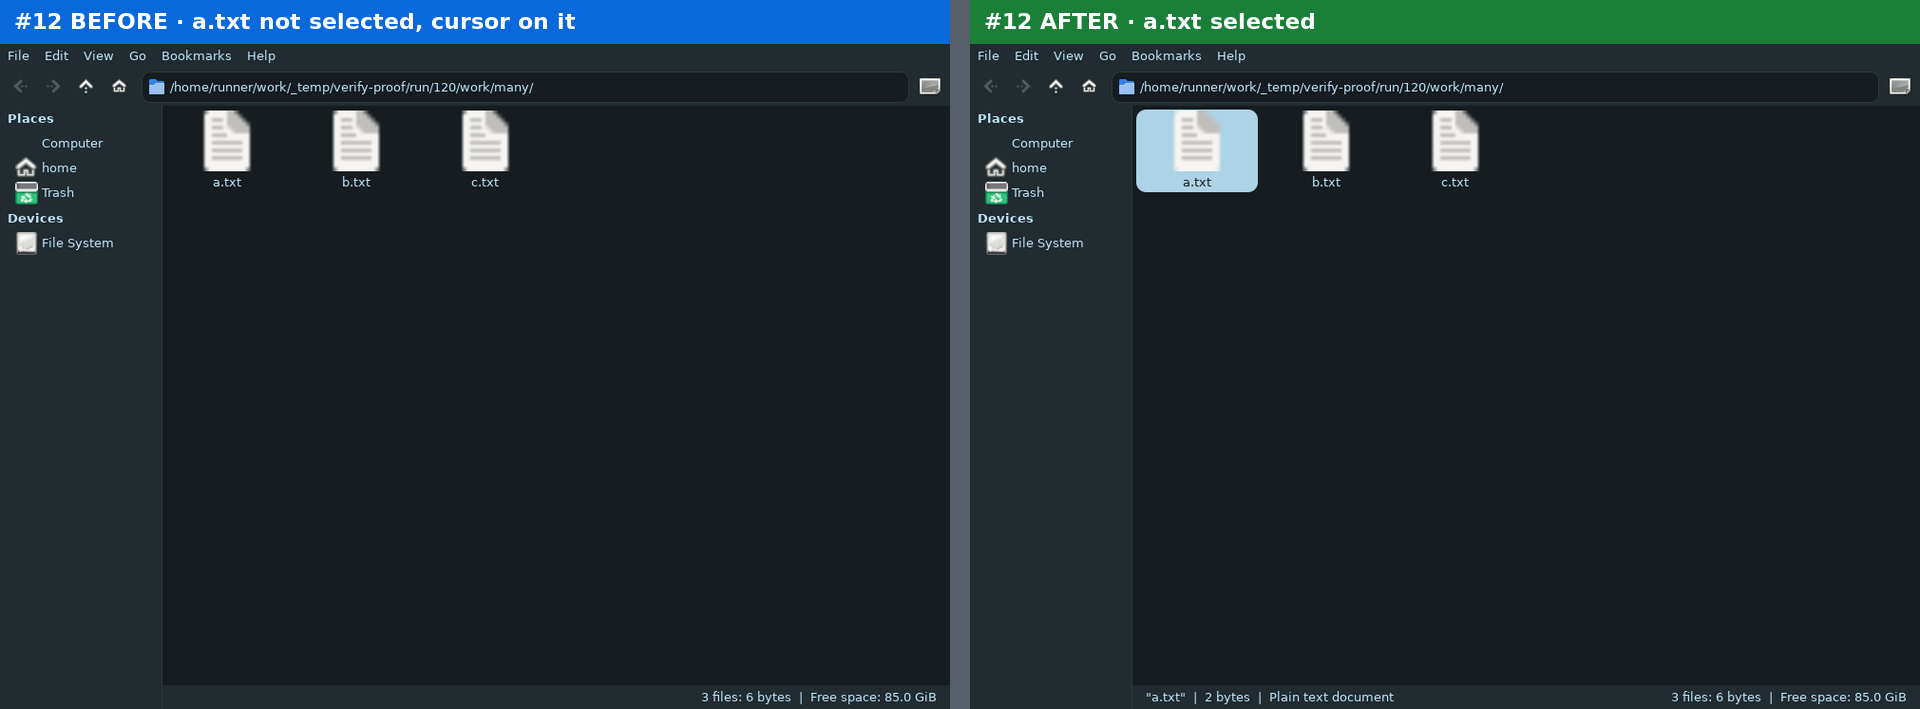 #12 BEFORE · a.txt not selected, cursor on it
File Edit View Go Bookmarks Help
/home/runner/work/_temp/verify-proof/run/120/work/many/
Places
Computer
home
Trash
Devices
File System
a.txt b.txt c.txt
3 files: 6 bytes | Free space: 85.0 GiB
#12 AFTER · a.txt selected
File Edit View Go Bookmarks Help
/home/runner/work/_temp/verify-proof/run/120/work/many/
Places
Computer
home
Trash
Devices
File System
a.txt b.txt c.txt
"a.txt" | 2 bytes | Plain text document 3 files: 6 bytes | Free space: 85.0 GiB